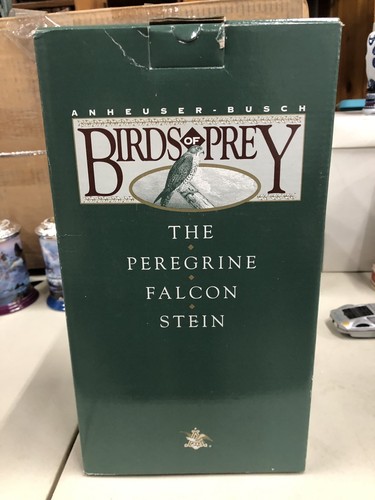 ANHEUSER-BUSCH
BIRDS OF PREY
THE
PEREGRINE
FALCON
STEIN